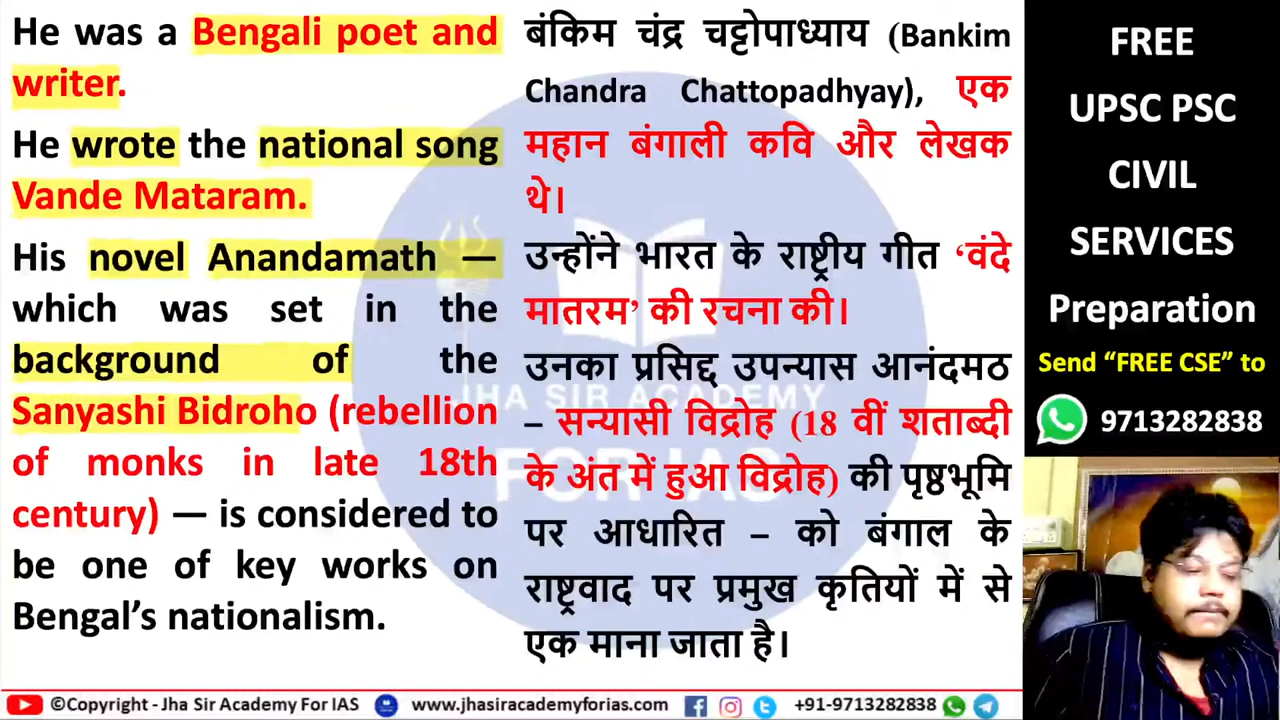 He was a Bengali poet and
writer.
He wrote the national song
Vande Mataram.
His novel Anandamath —
which was set in the
background of the
Sanyashi Bidroho (rebellion
of monks in late 18th
century) — is considered to
be one of key works on
Bengal’s nationalism.
बंकिम चंद्र चट्टोपाध्याय (Bankim
Chandra Chattopadhyay), एक
महान बंगाली कवि और लेखक
थे।
उन्होंने भारत के राष्ट्रीय गीत ‘वंदे
मातरम’ की रचना की।
उनका प्रसिद्द उपन्यास आनंदमठ
– सन्यासी विद्रोह (18 वीं शताब्दी
के अंत में हुआ विद्रोह) की पृष्ठभूमि
पर आधारित – को बंगाल के
राष्ट्रवाद पर प्रमुख कृतियों में से
एक माना जाता है।
JHA SIR ACADEMY
FOR IAS
FREE
UPSC PSC
CIVIL
SERVICES
Preparation
Send “FREE CSE” to
9713282838
©Copyright - Jha Sir Academy For IAS www.jhasiracademyforias.com +91-9713282838